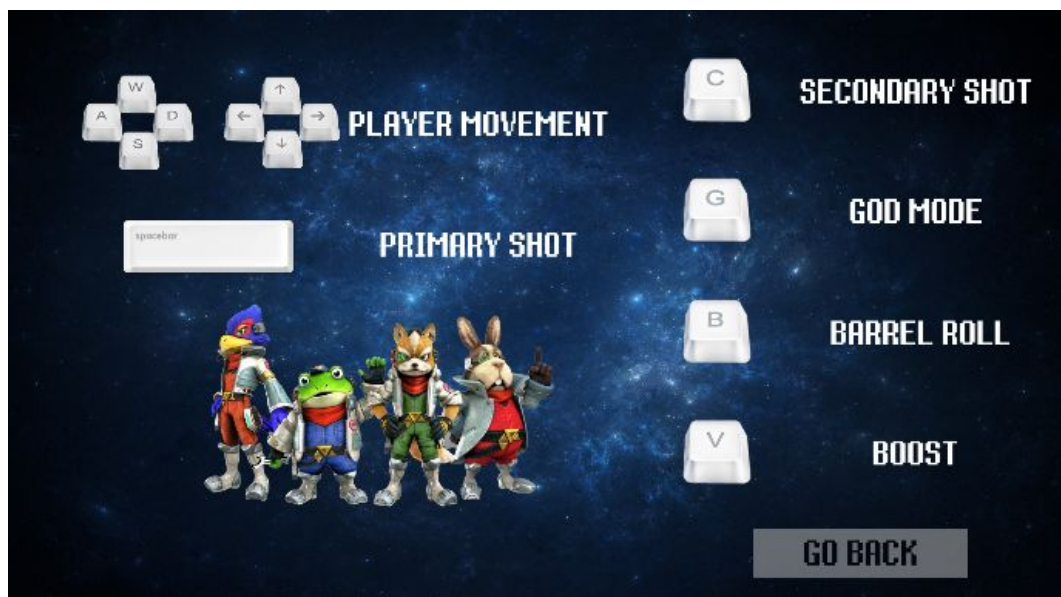 W
A
D
S
↑
←
→
↓
PLAYER MOVEMENT
spacebar
PRIMARY SHOT
C
SECONDARY SHOT
G
GOD MODE
B
BARREL ROLL
V
BOOST
GO BACK